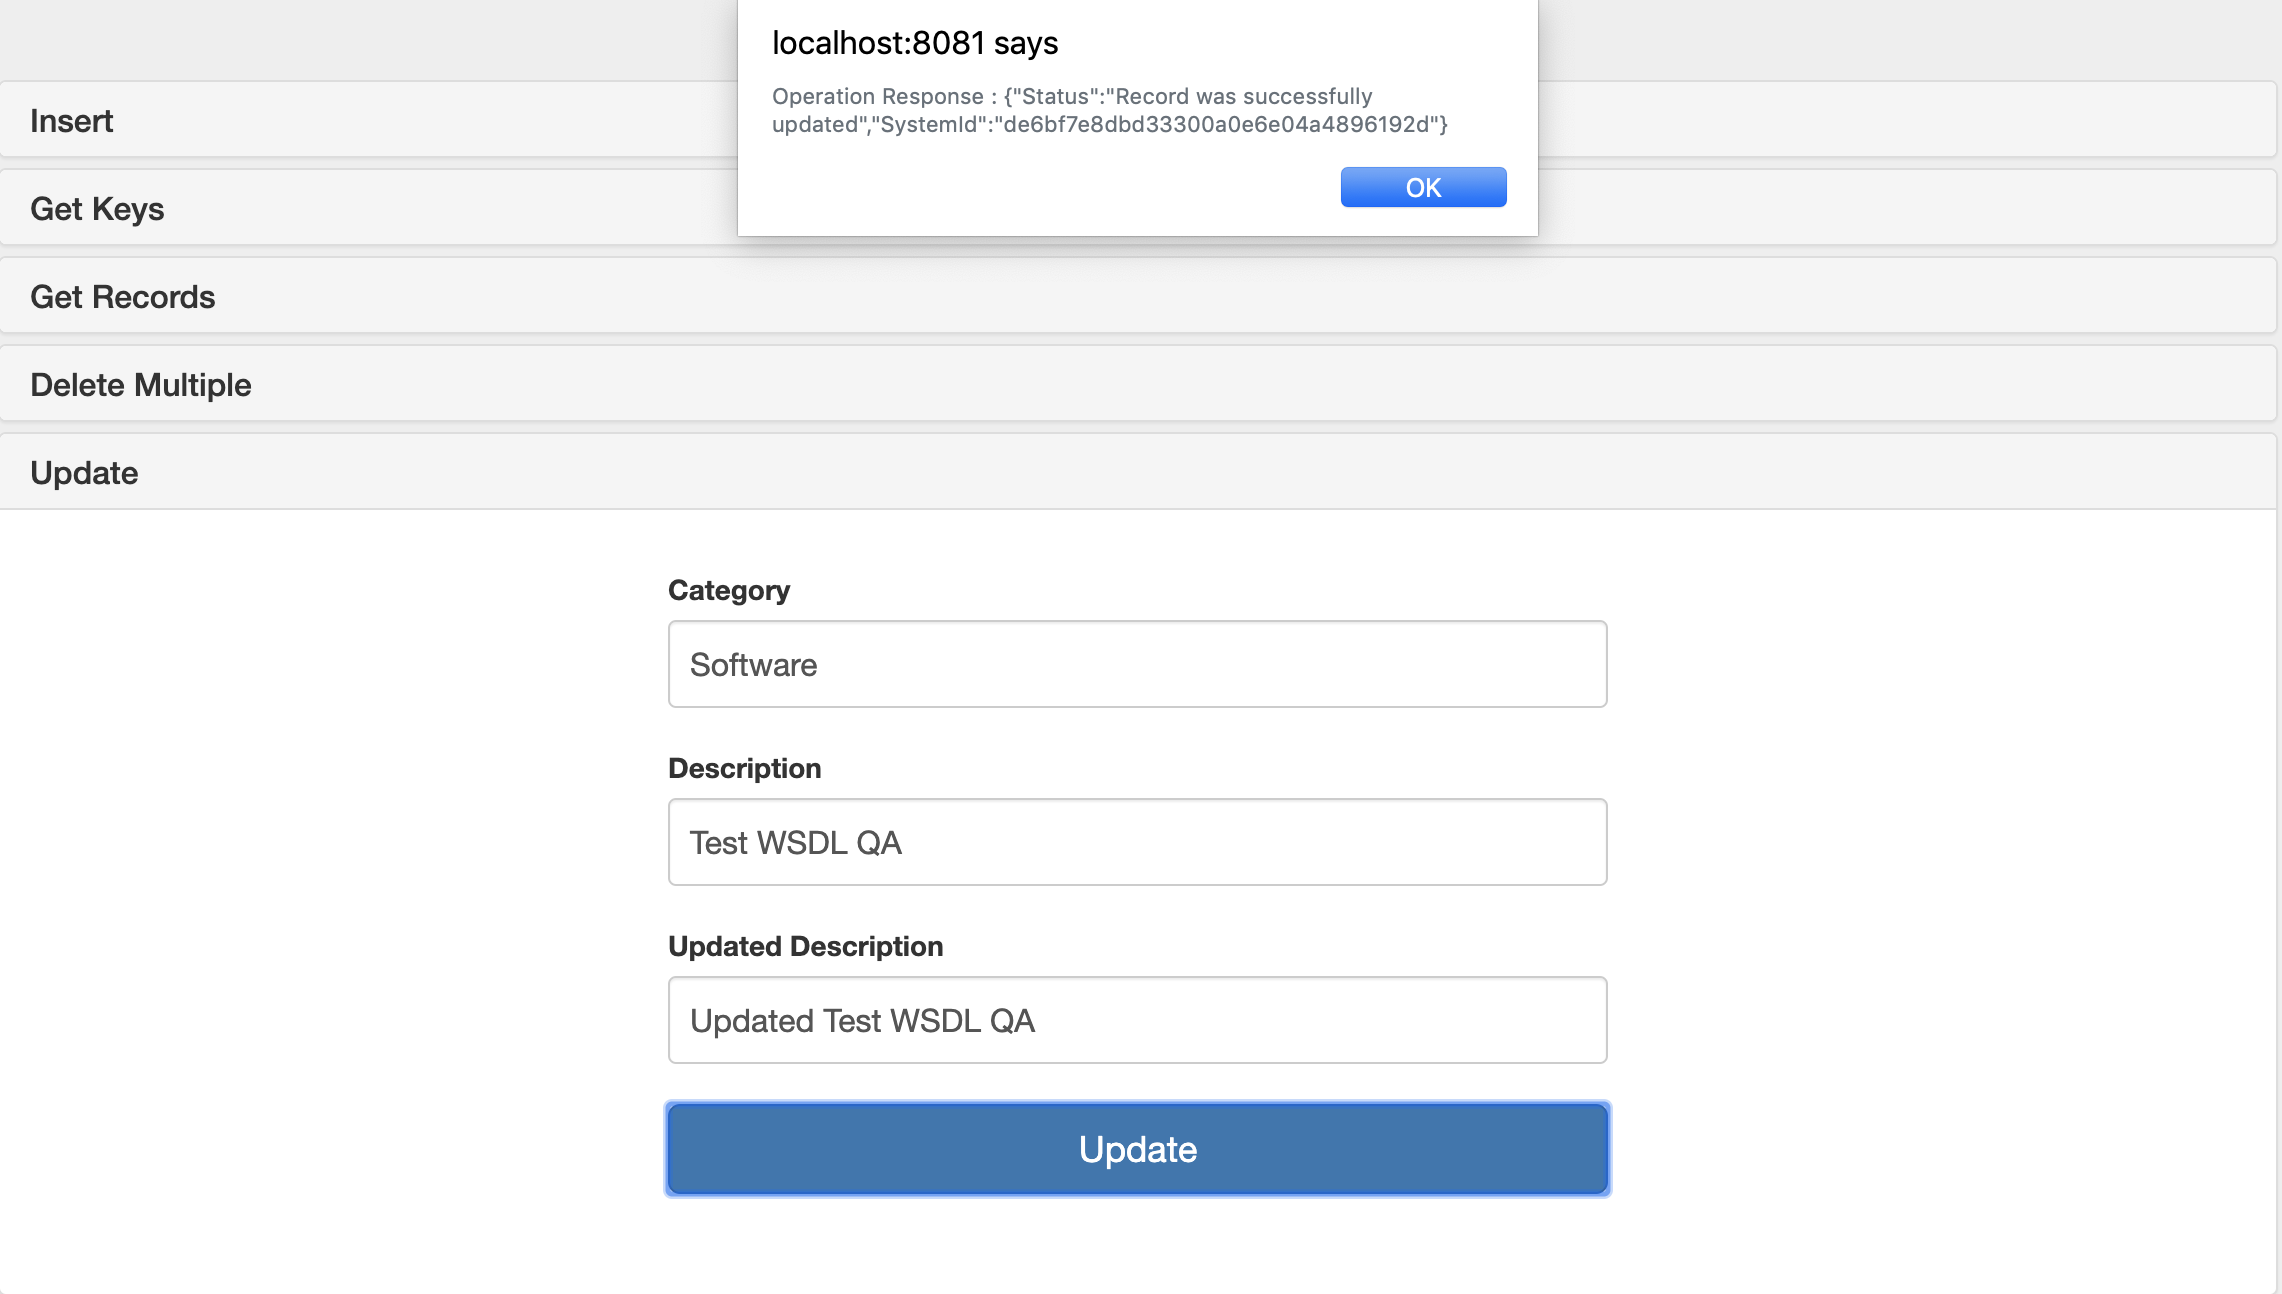 localhost:8081 says
Operation Response : {"Status":"Record was successfully
updated","SystemId":"de6bf7e8dbd33300a0e6e04a4896192d"}
OK
Insert
Get Keys
Get Records
Delete Multiple
Update
Category
Software
Description
Test WSDL QA
Updated Description
Updated Test WSDL QA
Update